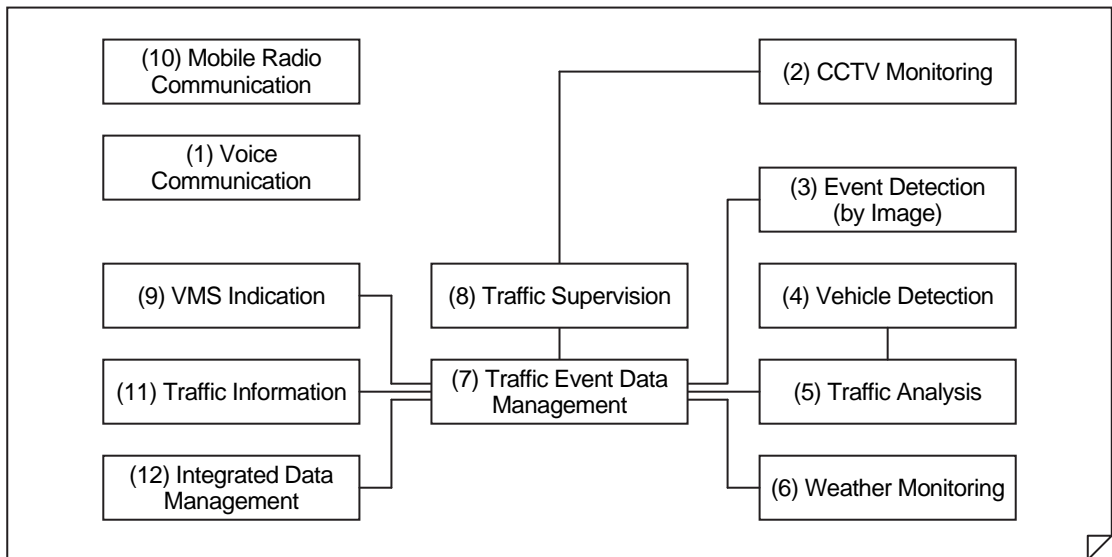 (10) Mobile Radio
Communication
(2) CCTV Monitoring
(1) Voice
Communication
(3) Event Detection
(by Image)
(9) VMS Indication
(8) Traffic Supervision
(4) Vehicle Detection
(11) Traffic Information
(7) Traffic Event Data
Management
(5) Traffic Analysis
(12) Integrated Data
Management
(6) Weather Monitoring